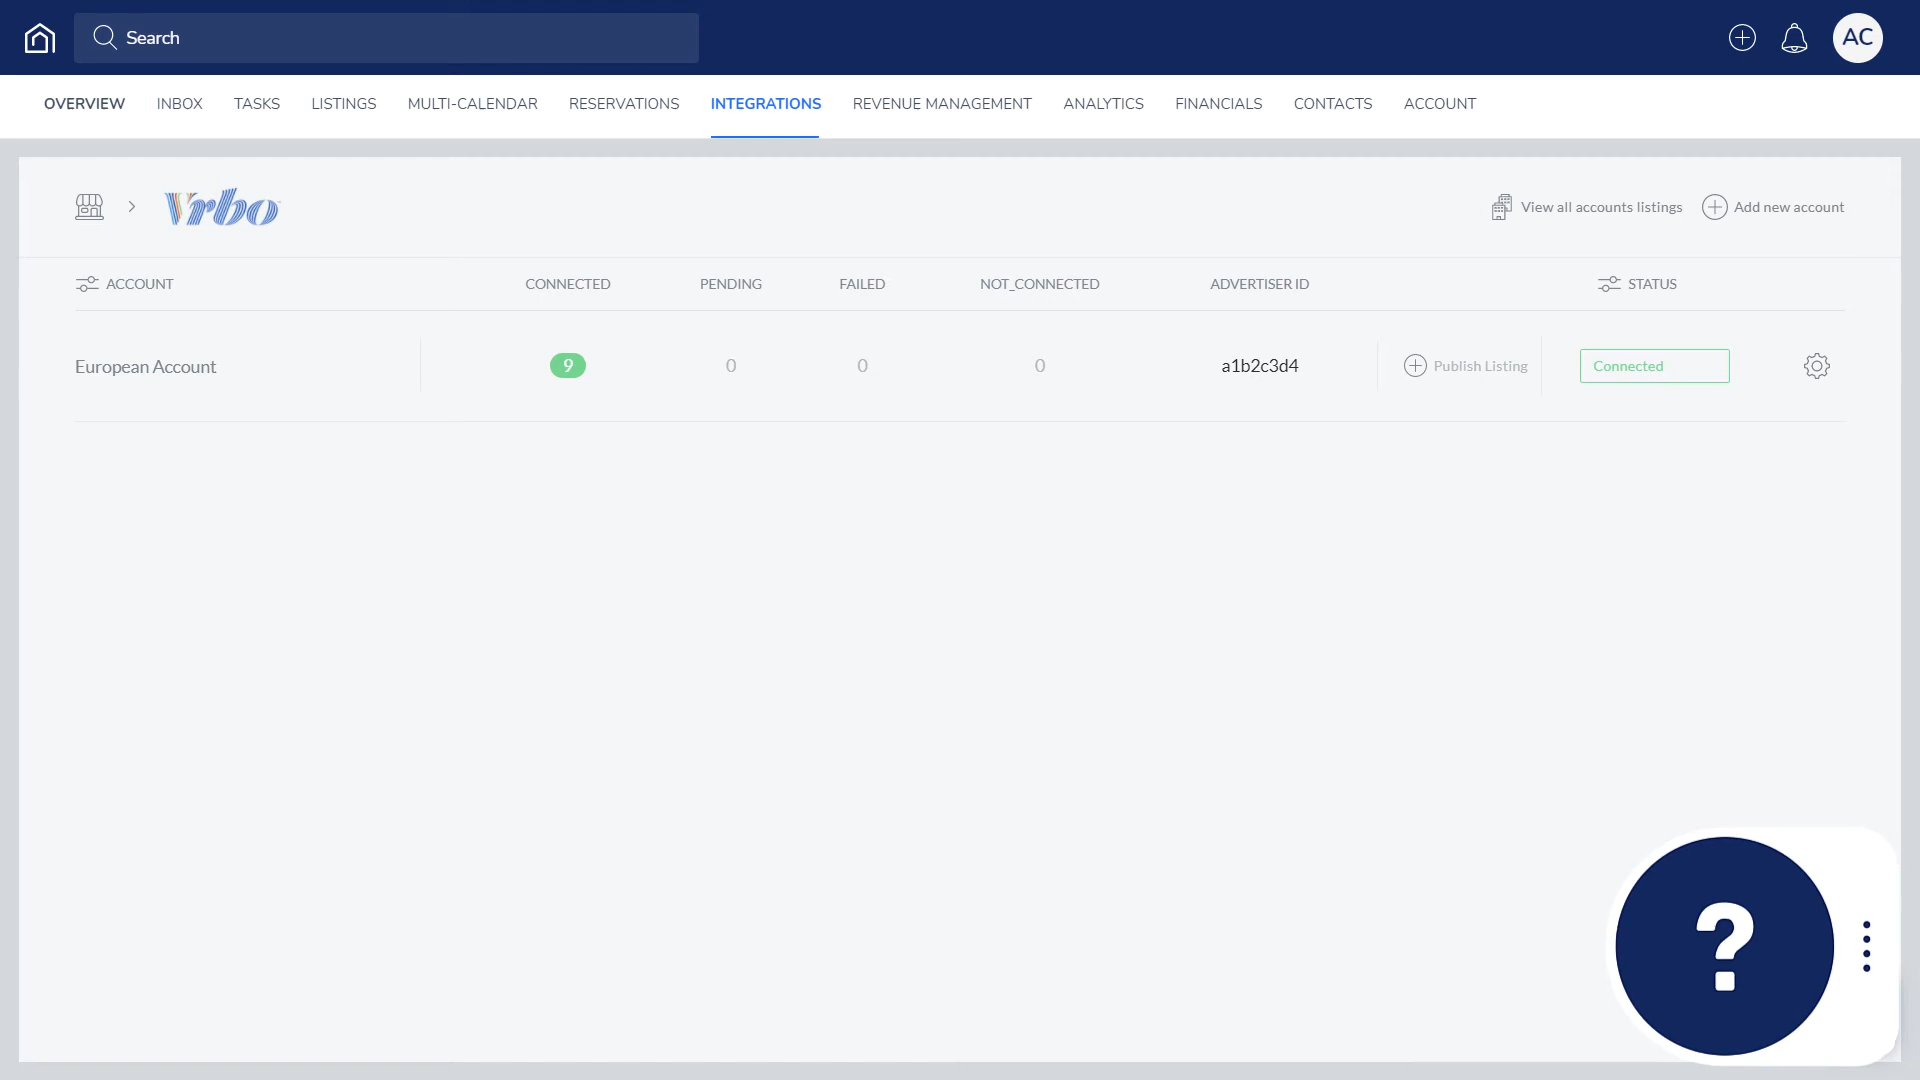 Search
AC
OVERVIEW INBOX TASKS LISTINGS MULTI-CALENDAR RESERVATIONS INTEGRATIONS REVENUE MANAGEMENT ANALYTICS FINANCIALS CONTACTS ACCOUNT
Vrbo View all accounts listings Add new account
ACCOUNT CONNECTED PENDING FAILED NOT_CONNECTED ADVERTISER ID STATUS
European Account 9 0 0 0 a1b2c3d4 Publish Listing Connected
?